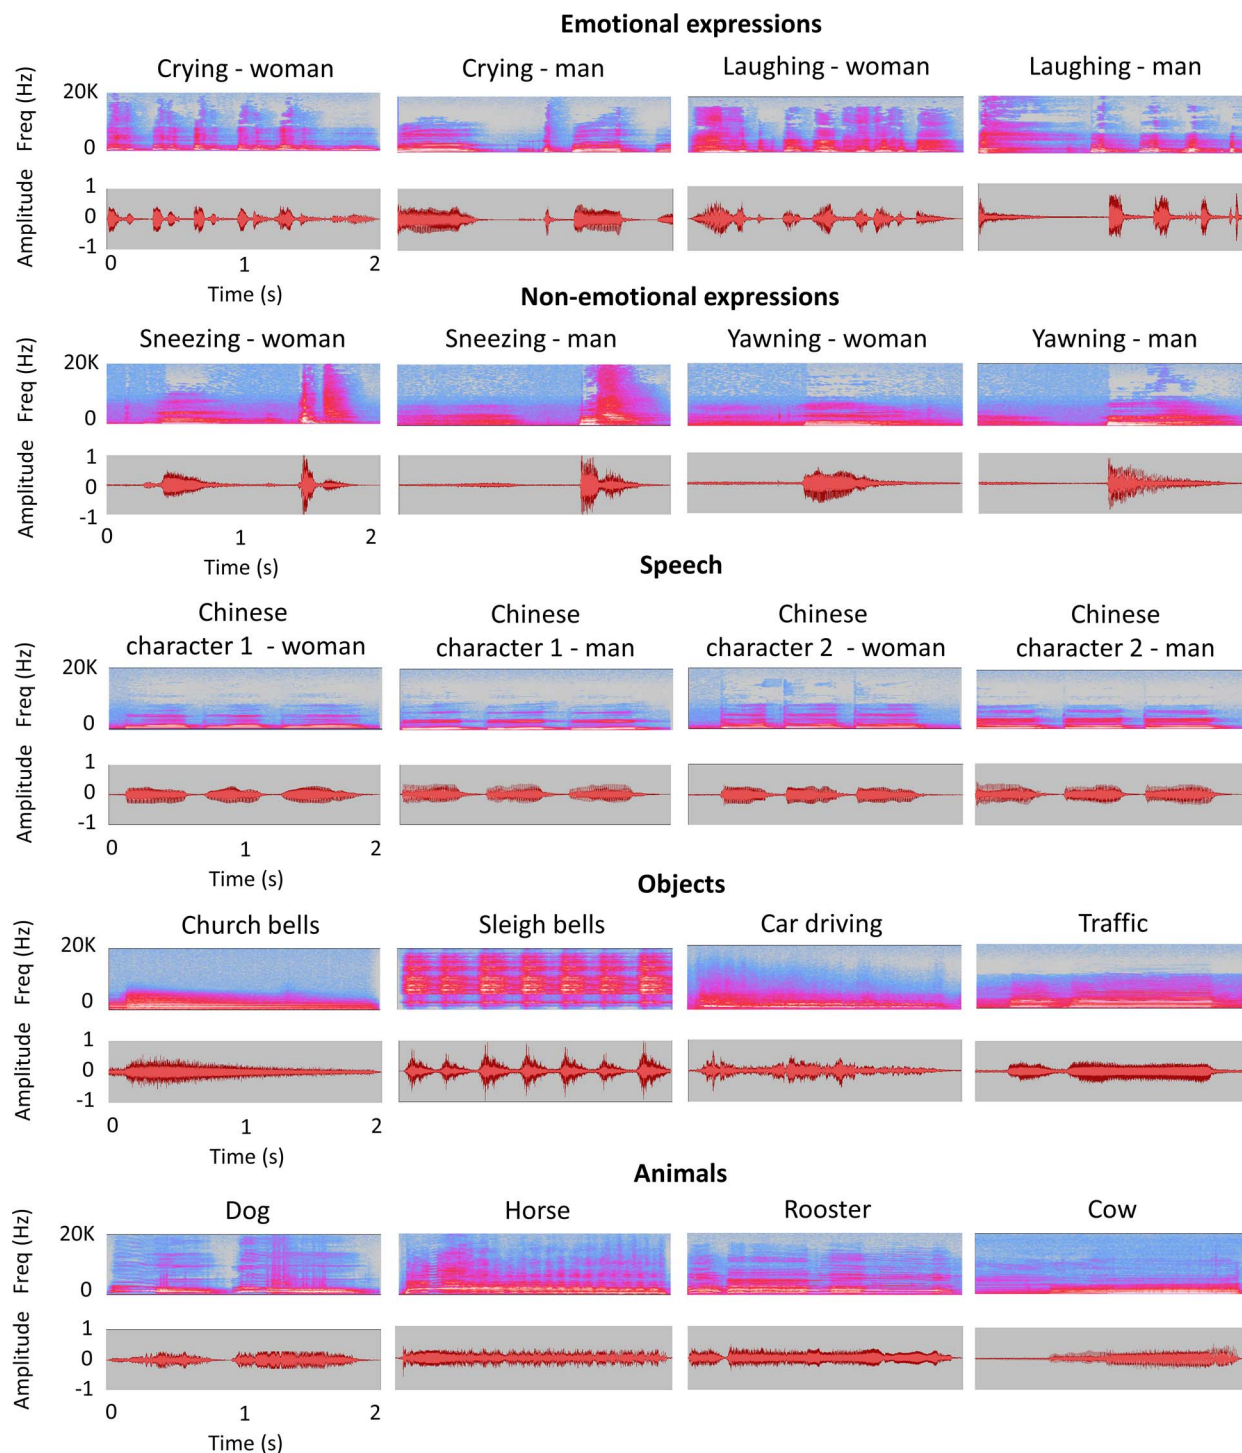 Emotional expressions
Crying - woman
Crying - man
Laughing - woman
Laughing - man
Freq (Hz)
20K
0
Amplitude
1
0
-1
0
1
2
Time (s)
Non-emotional expressions
Sneezing - woman
Sneezing - man
Yawning - woman
Yawning - man
Freq (Hz)
20K
0
Amplitude
1
0
-1
0
1
2
Time (s)
Speech
Chinese
character 1  - woman
Chinese
character 1 - man
Chinese
character 2  - woman
Chinese
character 2 - man
Freq (Hz)
20K
0
Amplitude
1
0
-1
0
1
2
Time (s)
Objects
Church bells
Sleigh bells
Car driving
Traffic
Freq (Hz)
20K
0
Amplitude
1
0
-1
0
1
2
Time (s)
Animals
Dog
Horse
Rooster
Cow
Freq (Hz)
20K
0
Amplitude
1
0
-1
0
1
2
Time (s)